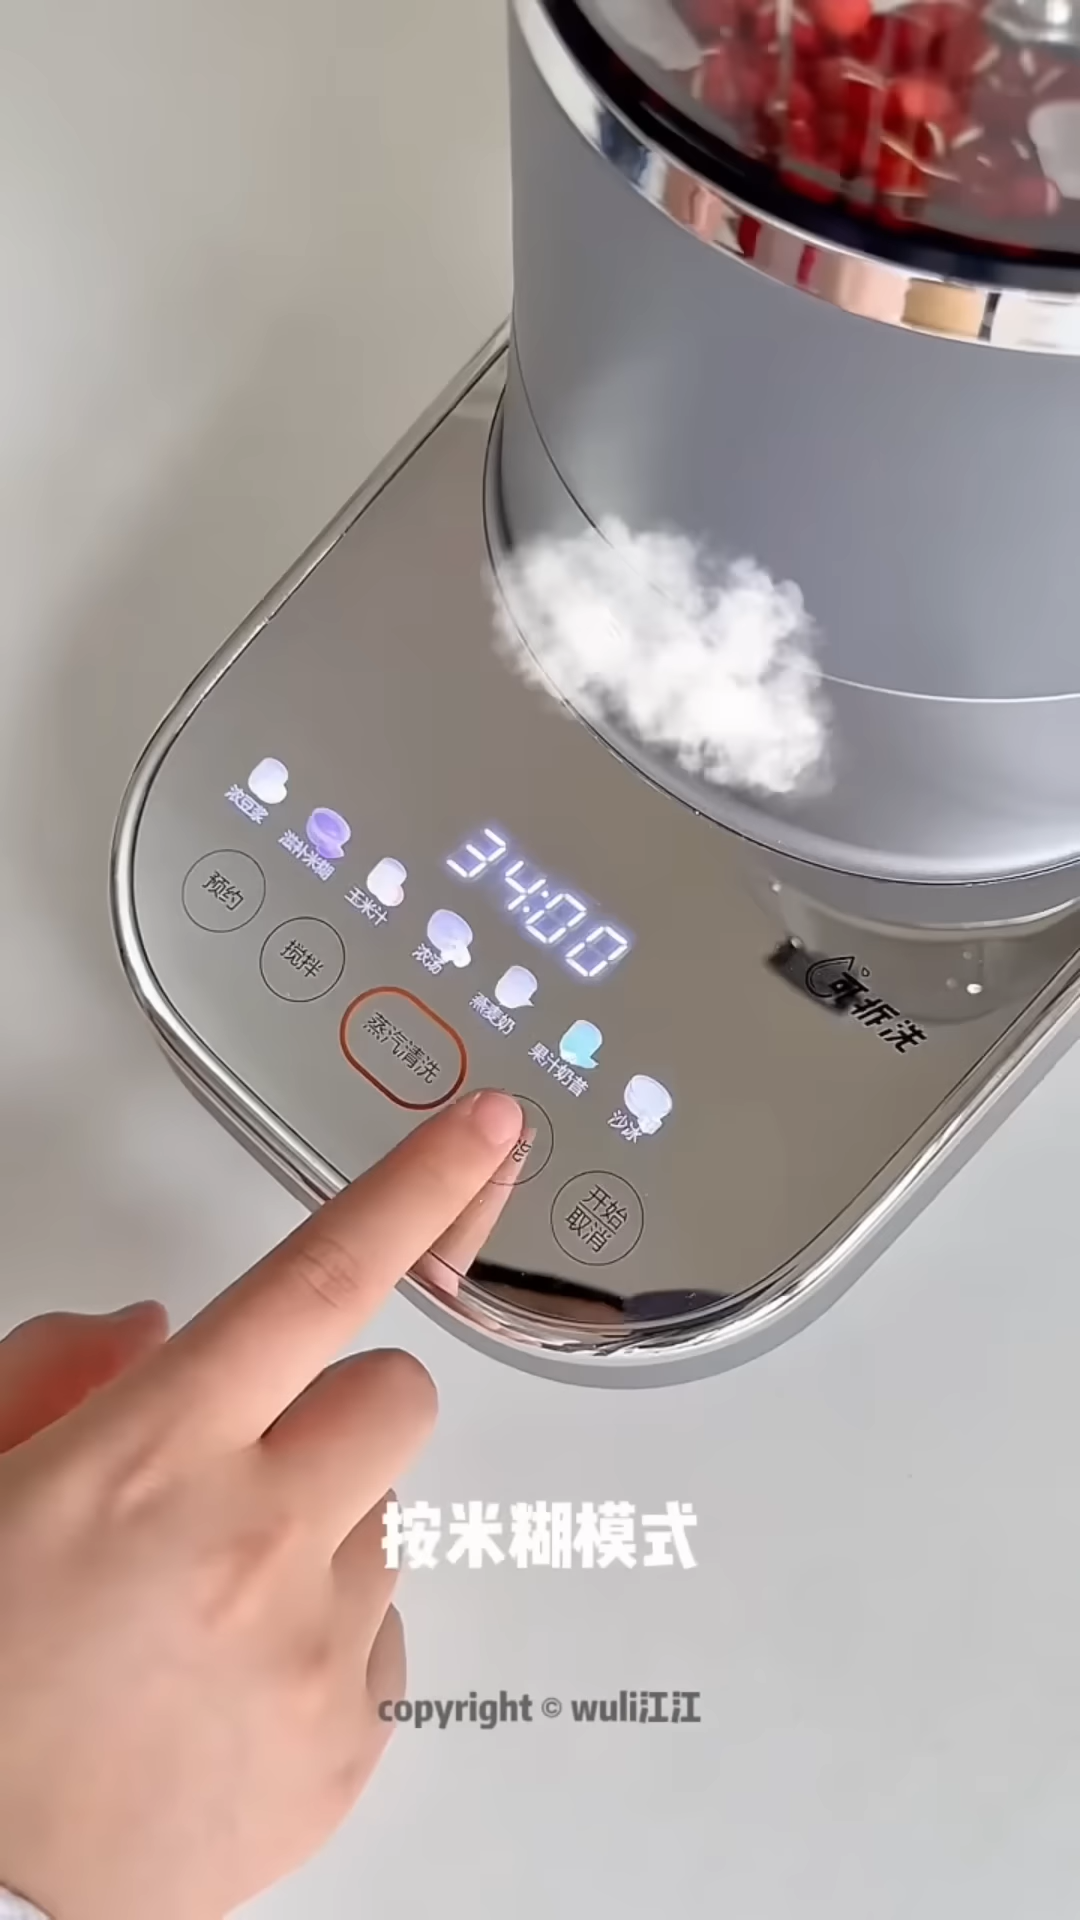 34:00
浓豆浆
滋补米糊
玉米汁
浓汤
燕麦奶
果汁奶昔
沙冰
预约
搅拌
蒸汽清洗
能
开始
取消
可拆洗
按米糊模式
copyright © wuli江江